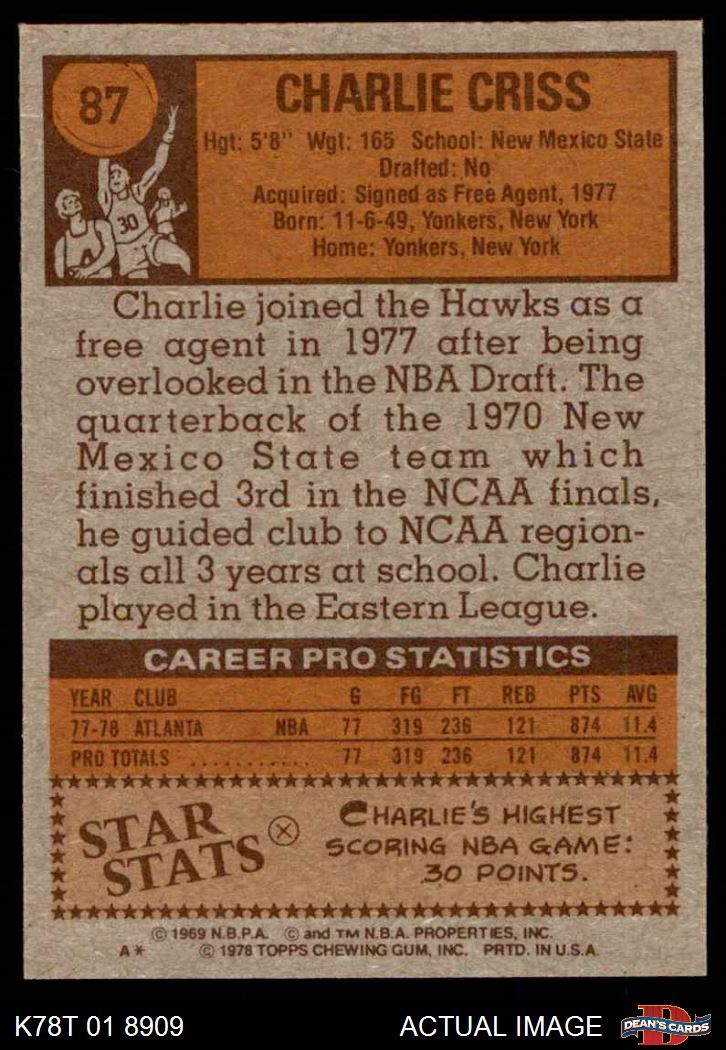 87
CHARLIE CRISS
Hgt: 5'8" Wgt: 165 School: New Mexico State
Drafted: No
Acquired: Signed as Free Agent, 1977
Born: 11-6-49, Yonkers, New York
Home: Yonkers, New York
30
Charlie joined the Hawks as a
free agent in 1977 after being
overlooked in the NBA Draft. The
quarterback of the 1970 New
Mexico State team which
finished 3rd in the NCAA finals,
he guided club to NCAA region-
als all 3 years at school. Charlie
played in the Eastern League.
CAREER PRO STATISTICS
YEAR CLUB G FG FT REB PTS AVG
77-78 ATLANTA NBA 77 319 236 121 874 11.4
PRO TOTALS ........... 77 319 236 121 874 11.4
STAR
STATS
CHARLIE'S HIGHEST
SCORING NBA GAME:
30 POINTS.
© 1969 N.B.P.A. © and TM N.B.A. PROPERTIES, INC.
A* © 1978 TOPPS CHEWING GUM, INC. PRTD. IN U.S.A.
K78T 01 8909
ACTUAL IMAGE
D
DEAN'S CARDS